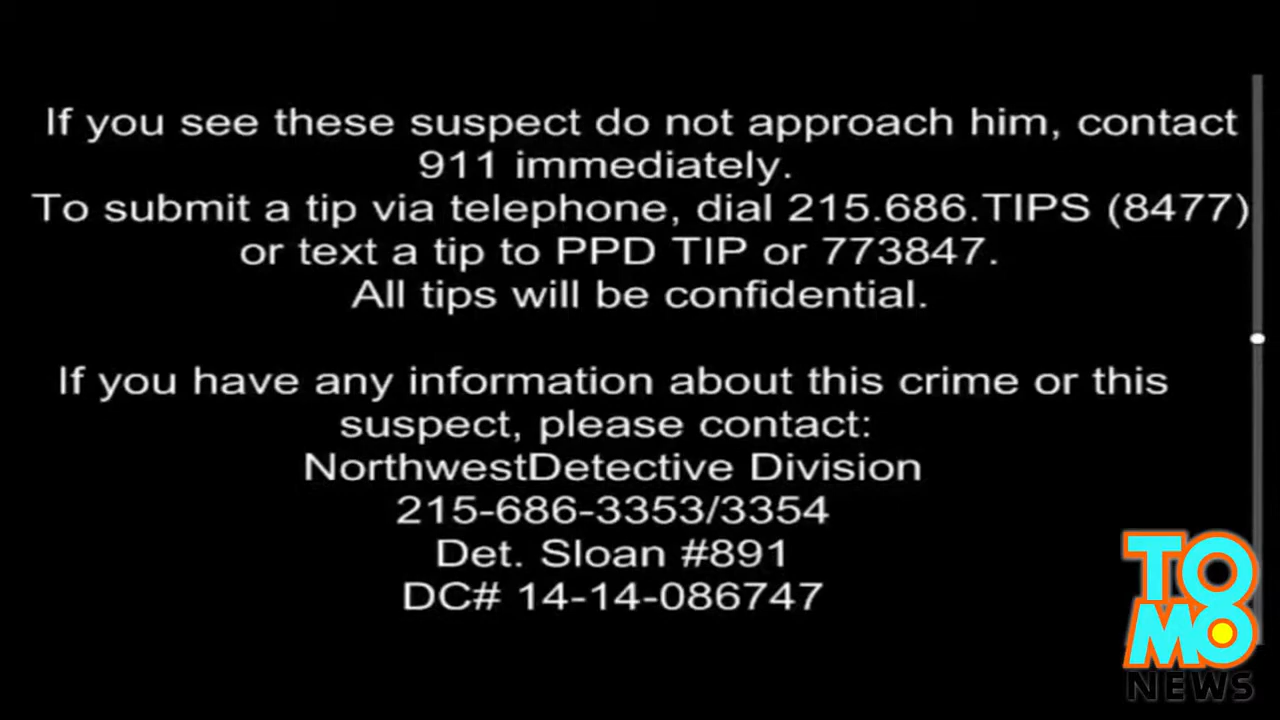 If you see these suspect do not approach him, contact
911 immediately.
To submit a tip via telephone, dial 215.686.TIPS (8477)
or text a tip to PPD TIP or 773847.
All tips will be confidential.
If you have any information about this crime or this
suspect, please contact:
NorthwestDetective Division
215-686-3353/3354
Det. Sloan #891
DC# 14-14-086747
TOMO
NEWS